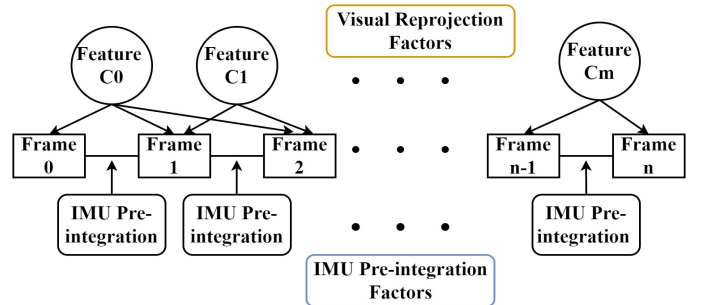 Visual Reprojection
Factors
Feature
C0
Feature
C1
Feature
Cm
Frame
0
Frame
1
Frame
2
Frame
n-1
Frame
n
IMU Pre-
integration
IMU Pre-
integration
IMU Pre-
integration
IMU Pre-integration
Factors